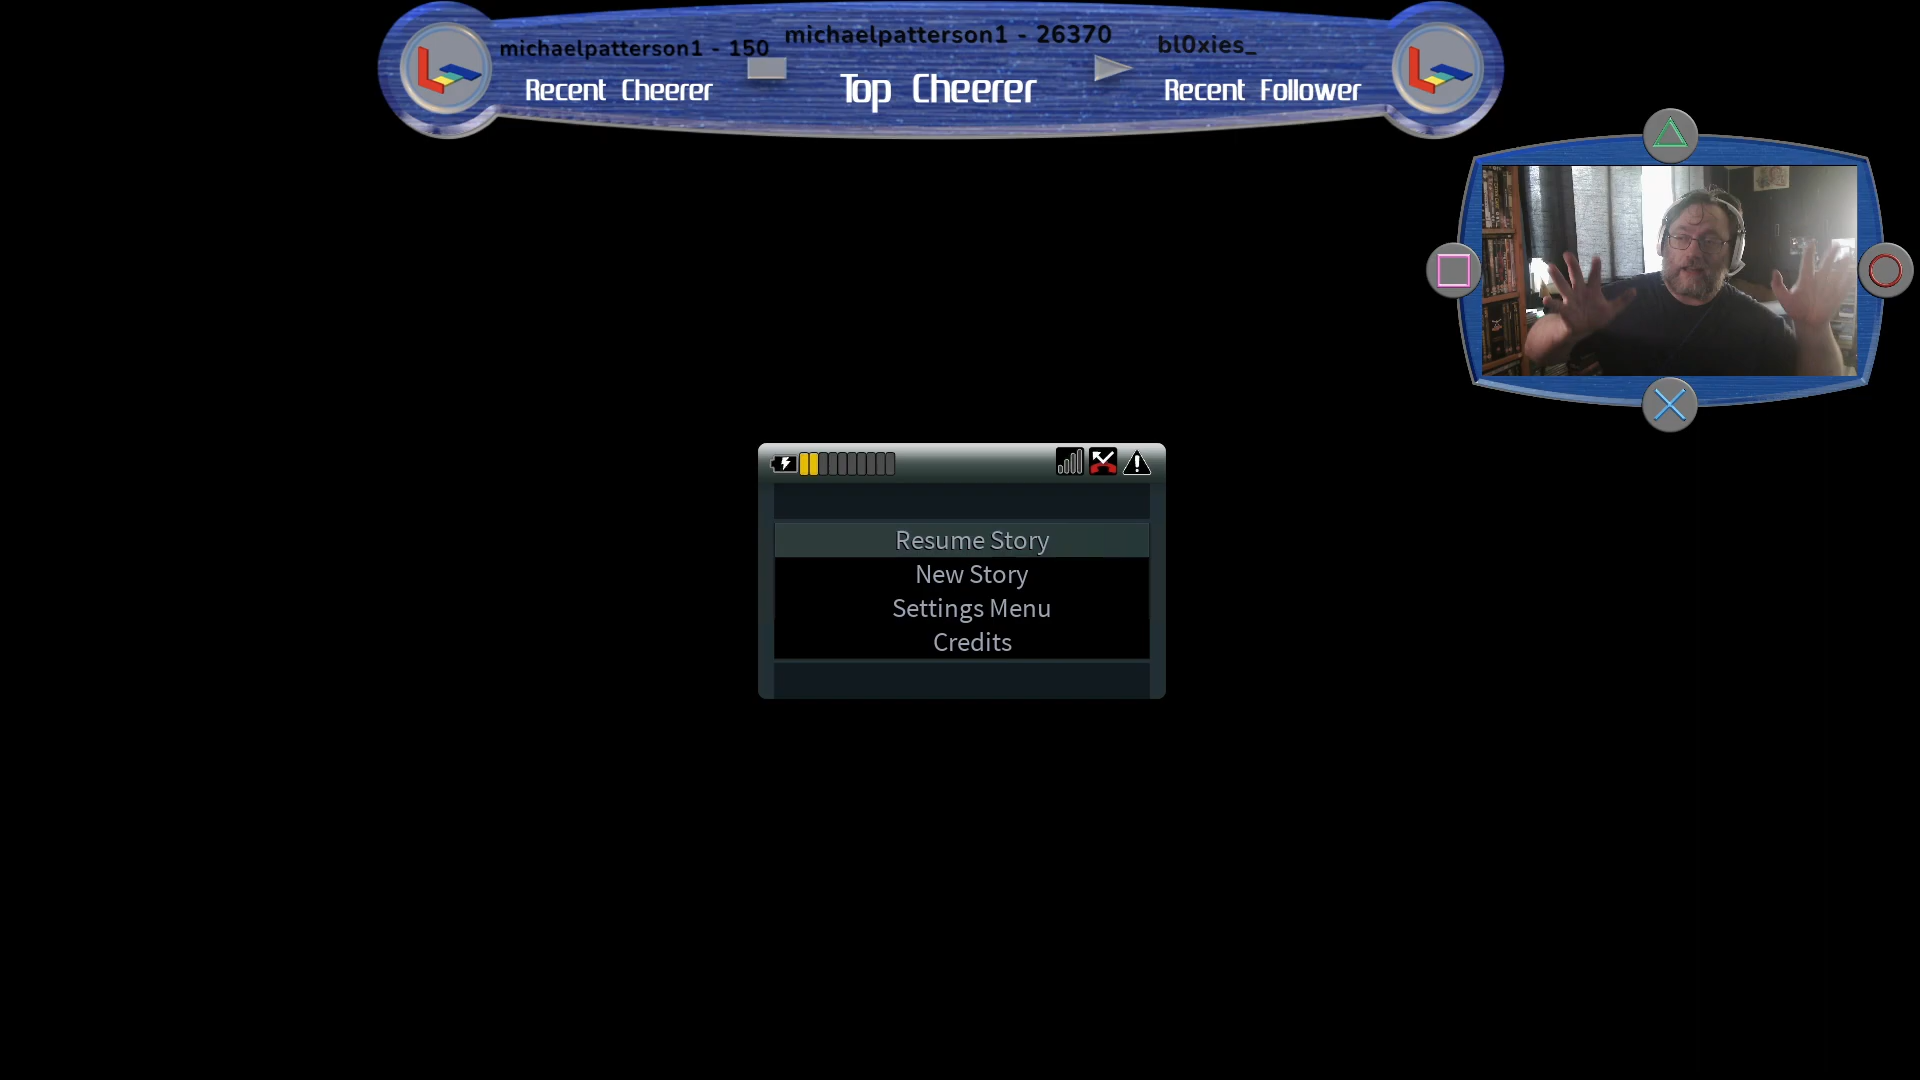 michaelpatterson1 - 150
Recent Cheerer
michaelpatterson1 - 26370
Top Cheerer
bl0xies_
Recent Follower
Resume Story
New Story
Settings Menu
Credits